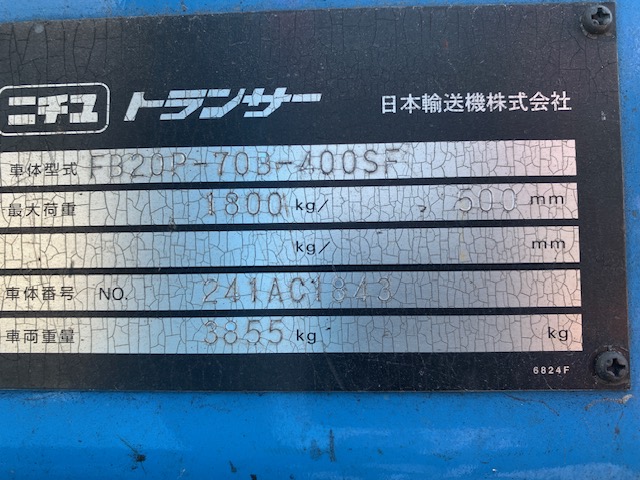 ニチユ トランサー 日本輸送機株式会社
車体型式 FB20P-70B-400SF
最大荷重 1800 kg/ 500 mm
kg/ mm
車体番号 NO. 241AC1843
車両重量 3855 kg kg
6824F